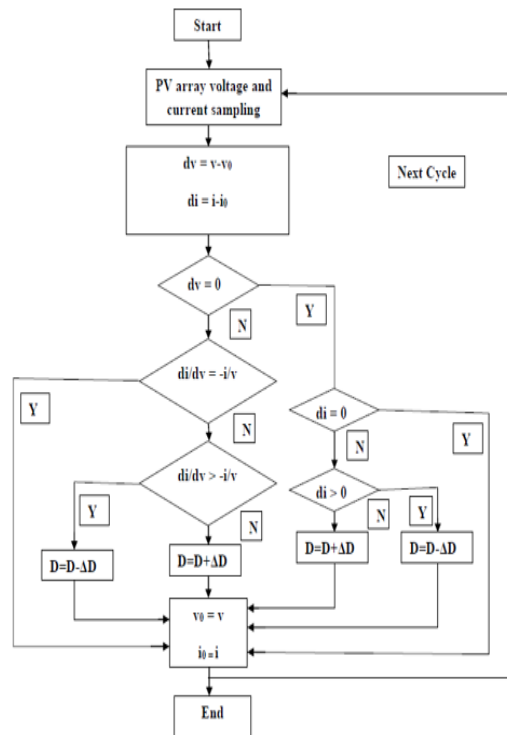 Start
PV array voltage and
current sampling
dv = v-v₀
di = i-i₀
Next Cycle
dv = 0
Y
N
di/dv = -i/v
Y
N
di = 0
Y
N
di/dv > -i/v
Y
N
di > 0
N
Y
D=D-ΔD
D=D+ΔD
D=D+ΔD
D=D-ΔD
v₀ = v
i₀ = i
End